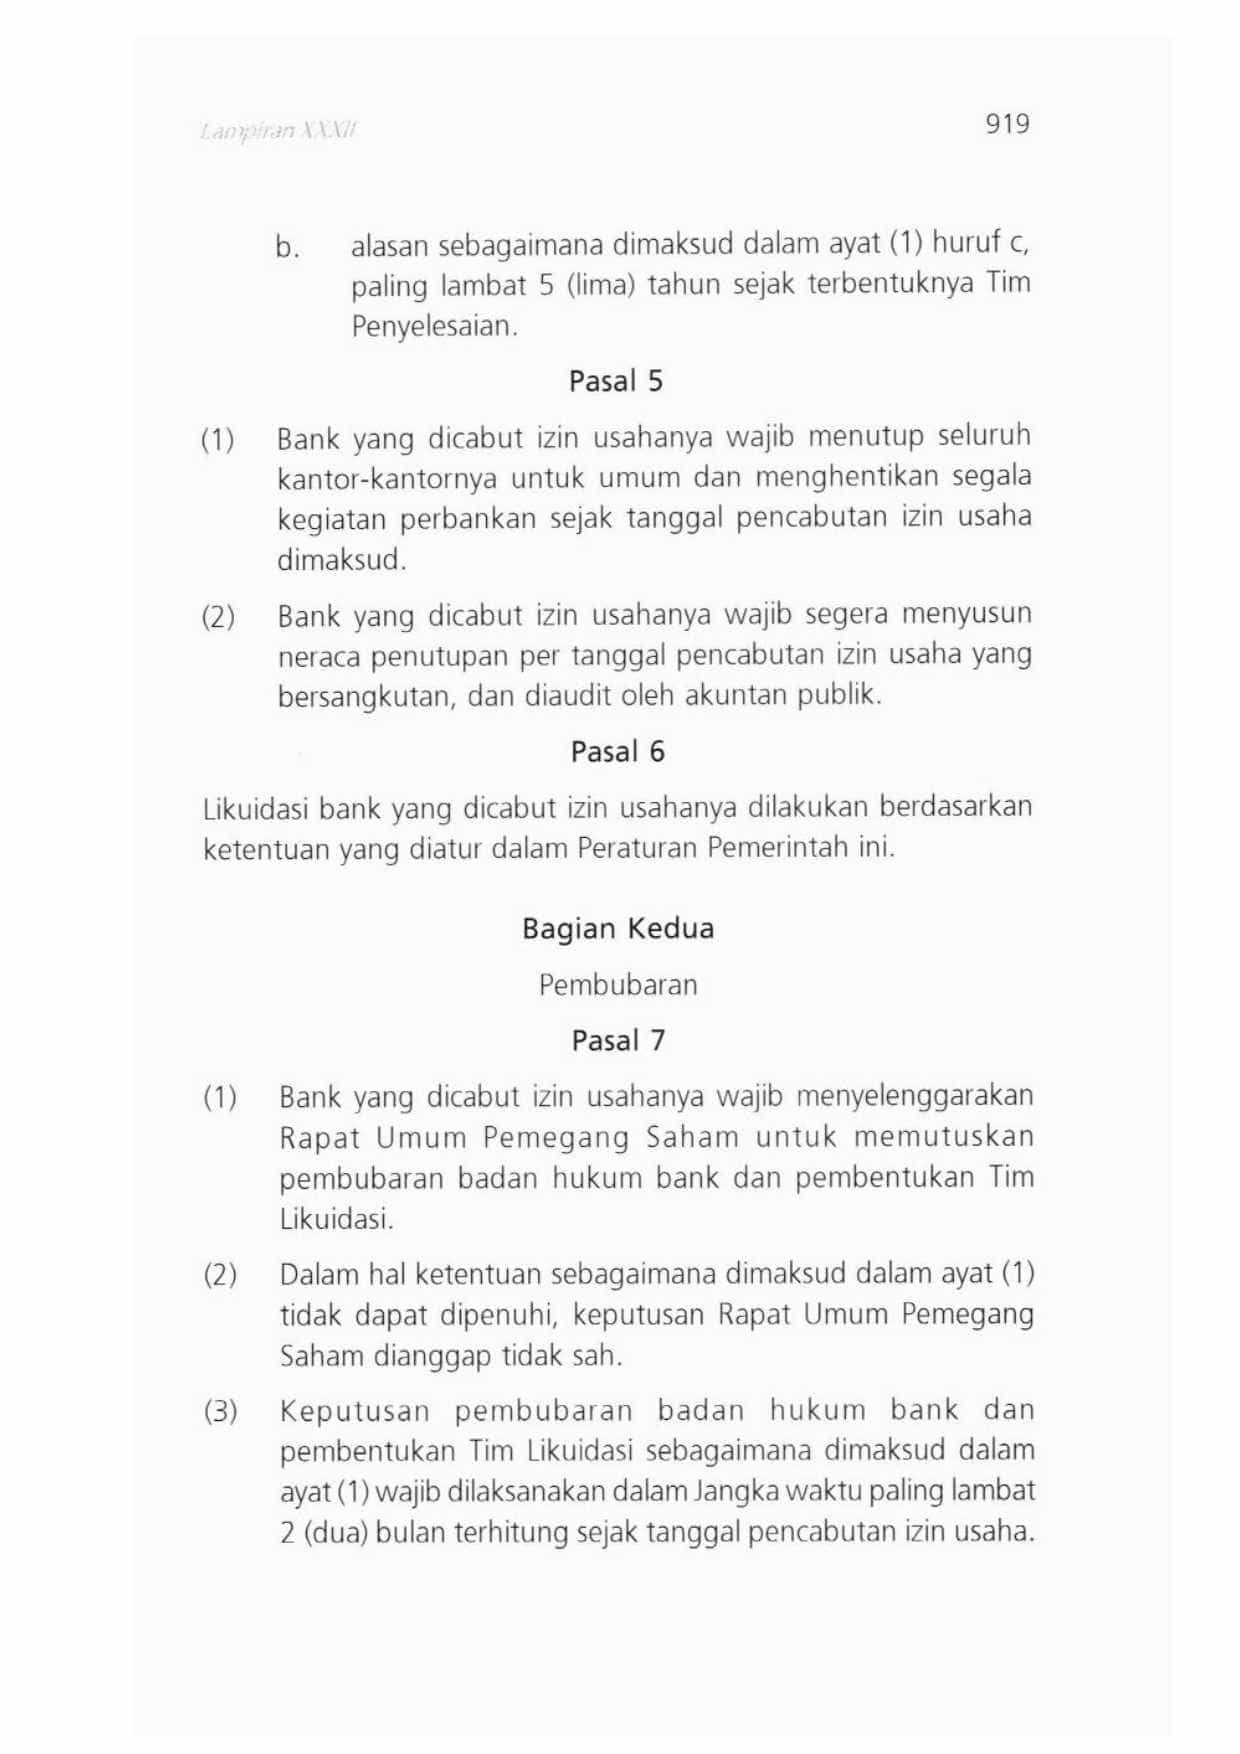 Lampiran XXXII
919
b. alasan sebagaimana dimaksud dalam ayat (1) huruf c,
paling lambat 5 (lima) tahun sejak terbentuknya Tim
Penyelesaian.
Pasal 5
(1) Bank yang dicabut izin usahanya wajib menutup seluruh
kantor-kantornya untuk umum dan menghentikan segala
kegiatan perbankan sejak tanggal pencabutan izin usaha
dimaksud.
(2) Bank yang dicabut izin usahanya wajib segera menyusun
neraca penutupan per tanggal pencabutan izin usaha yang
bersangkutan, dan diaudit oleh akuntan publik.
Pasal 6
Likuidasi bank yang dicabut izin usahanya dilakukan berdasarkan
ketentuan yang diatur dalam Peraturan Pemerintah ini.
Bagian Kedua
Pembubaran
Pasal 7
(1) Bank yang dicabut izin usahanya wajib menyelenggarakan
Rapat Umum Pemegang Saham untuk memutuskan
pembubaran badan hukum bank dan pembentukan Tim
Likuidasi.
(2) Dalam hal ketentuan sebagaimana dimaksud dalam ayat (1)
tidak dapat dipenuhi, keputusan Rapat Umum Pemegang
Saham dianggap tidak sah.
(3) Keputusan pembubaran badan hukum bank dan
pembentukan Tim Likuidasi sebagaimana dimaksud dalam
ayat (1) wajib dilaksanakan dalam Jangka waktu paling lambat
2 (dua) bulan terhitung sejak tanggal pencabutan izin usaha.